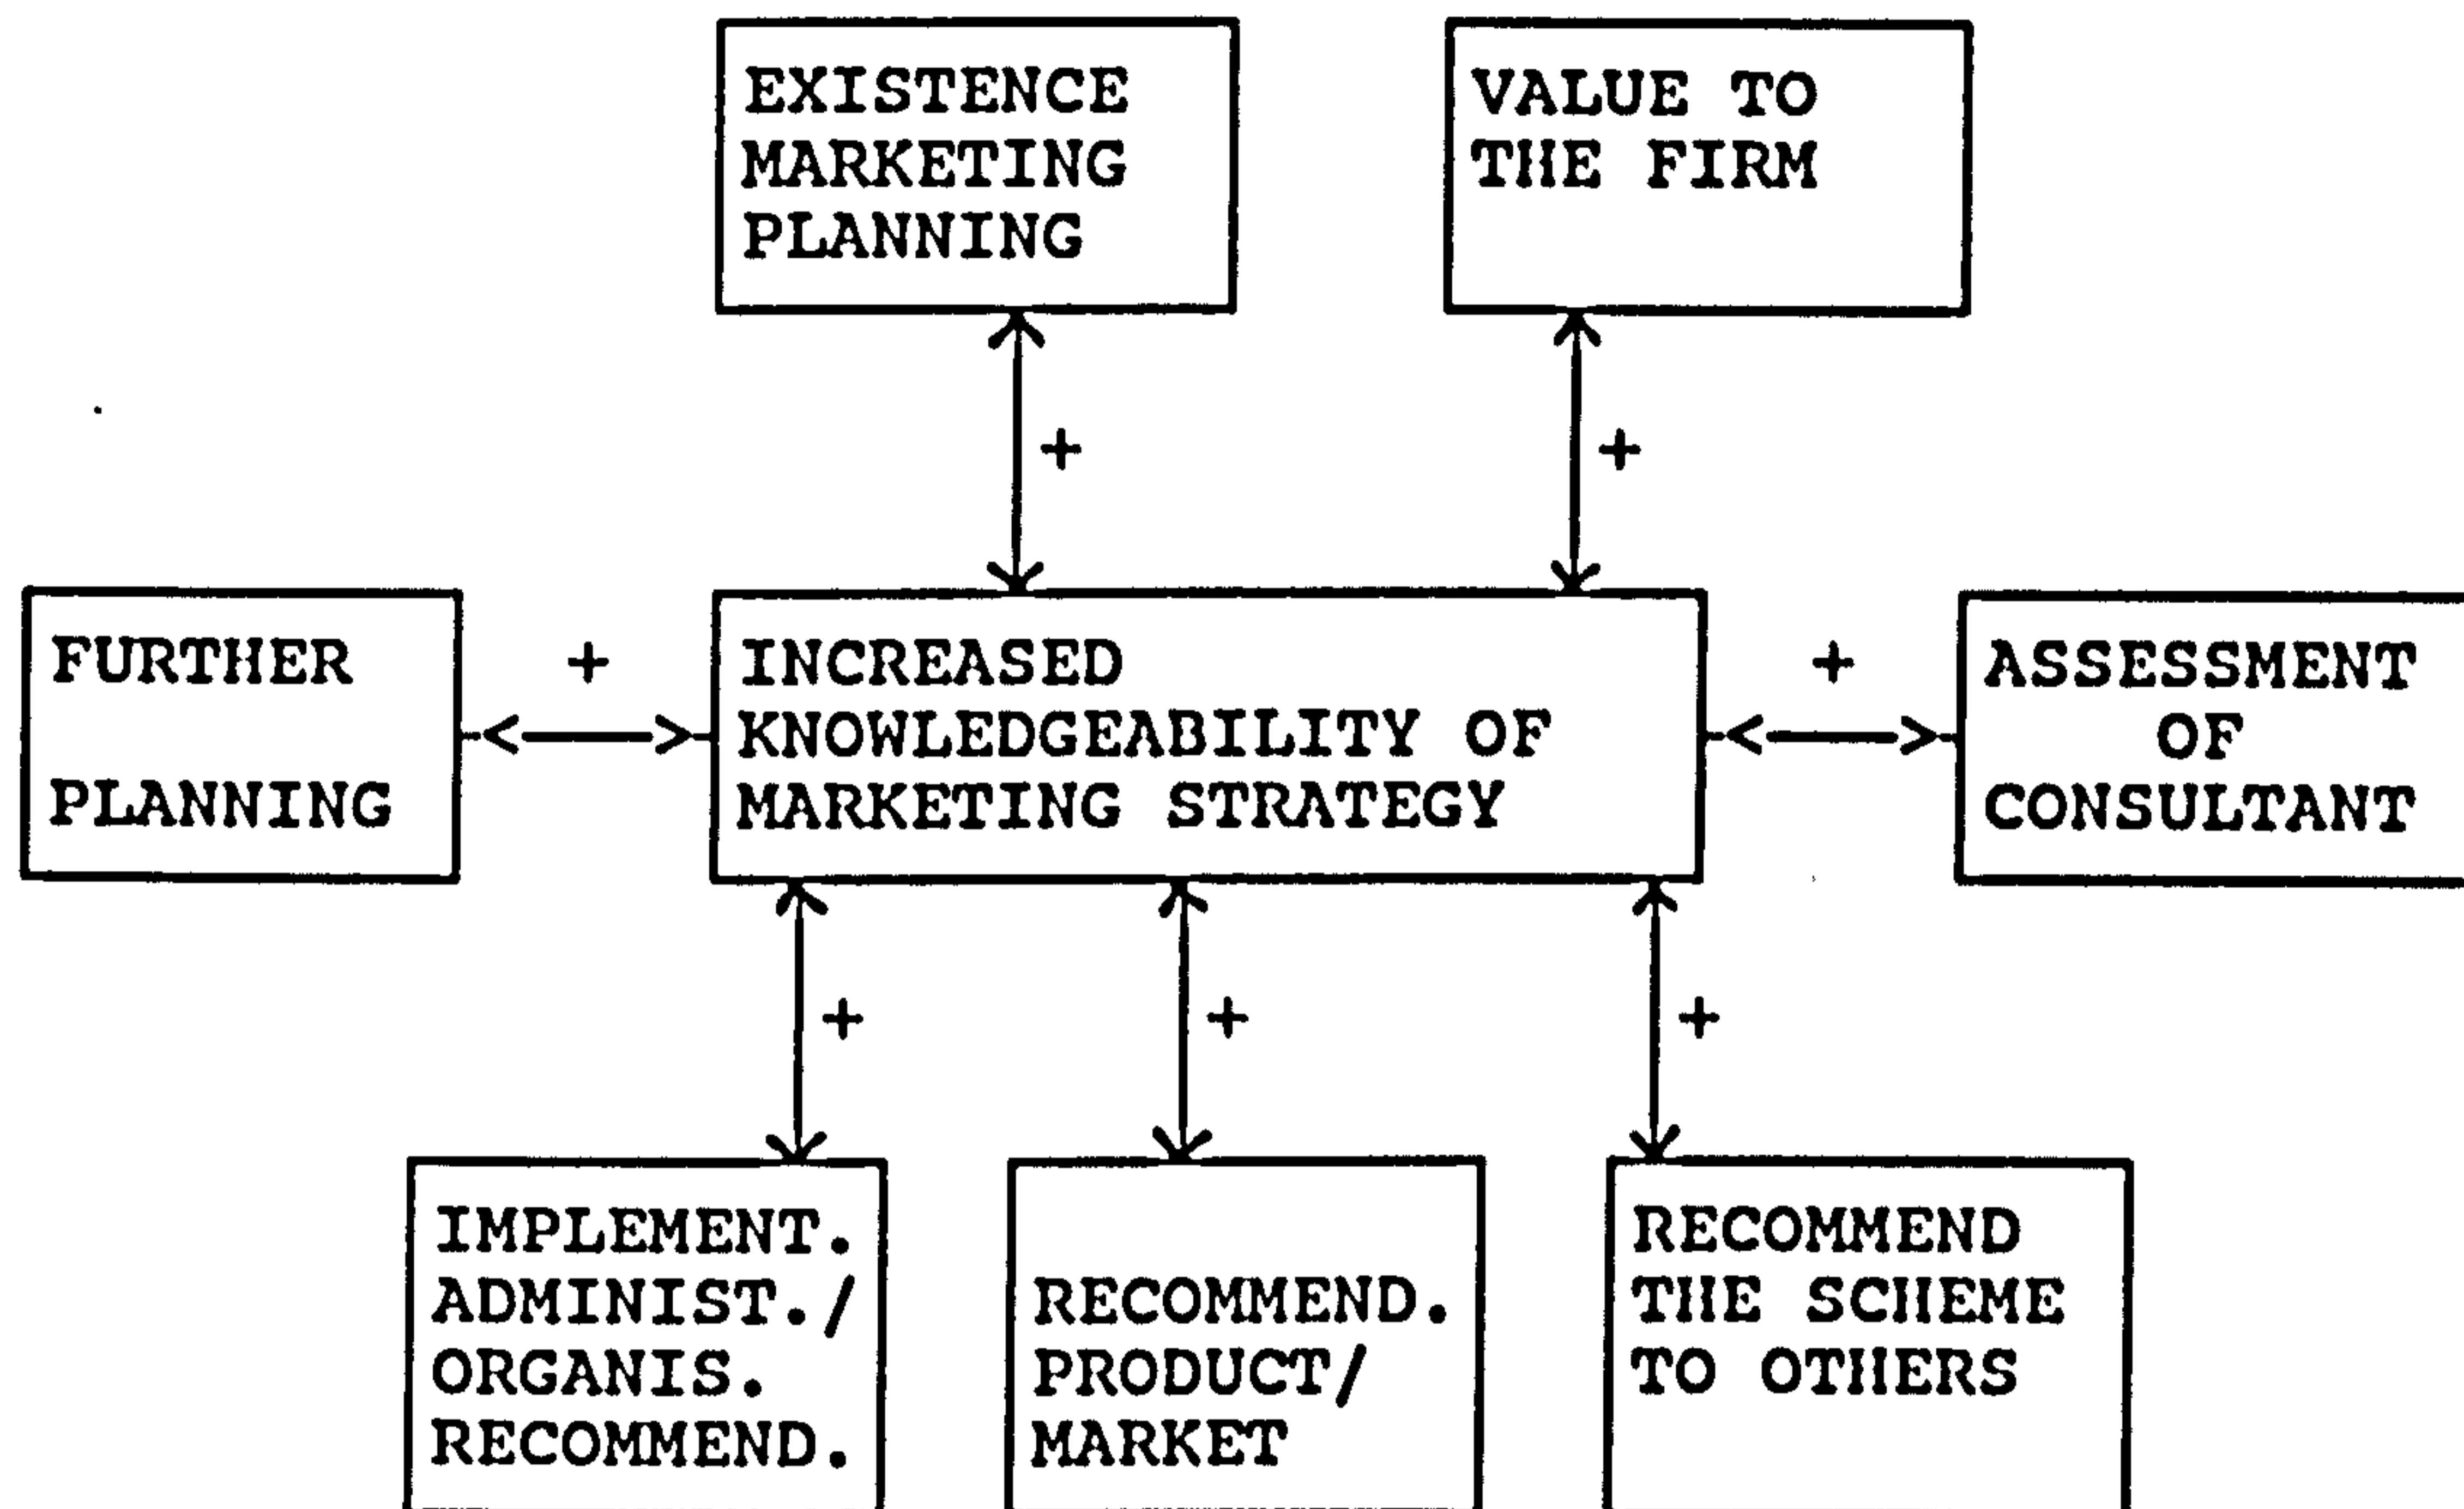 EXISTENCE
MARKETING
PLANNING
VALUE TO
THE FIRM
+
+
FURTHER
PLANNING
+
INCREASED
KNOWLEDGEABILITY OF
MARKETING STRATEGY
+
ASSESSMENT
OF
CONSULTANT
+
+
+
IMPLEMENT.
ADMINIST./
ORGANIS.
RECOMMEND.
RECOMMEND.
PRODUCT/
MARKET
RECOMMEND
THE SCHEME
TO OTHERS